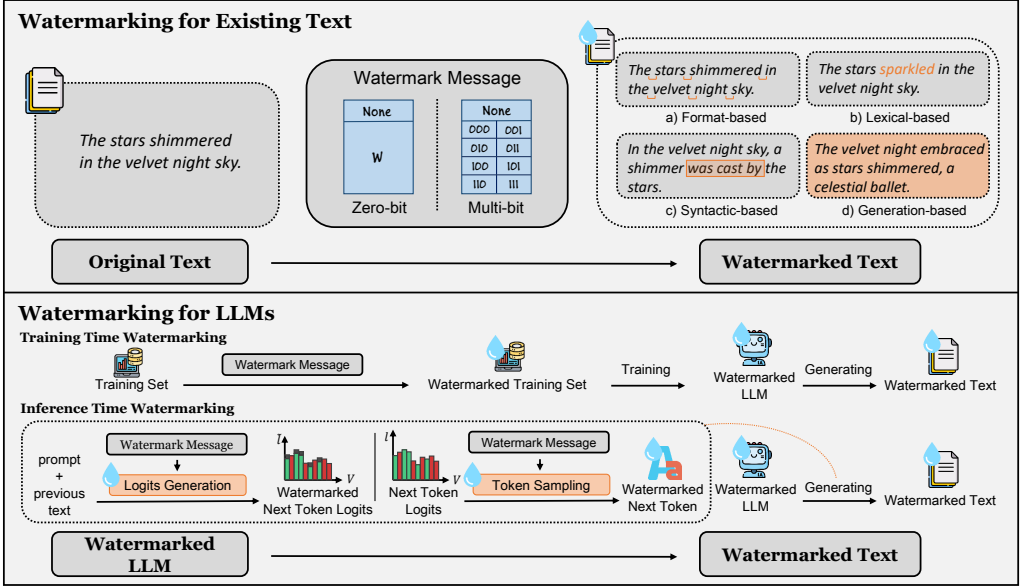 Watermarking for Existing Text
The stars shimmered
in the velvet night sky.
Watermark Message
None
W
Zero-bit
None
000 001
010 011
100 101
110 111
Multi-bit
The stars shimmered in
the velvet night sky.
a) Format-based
The stars sparkled in the
velvet night sky.
b) Lexical-based
In the velvet night sky, a
shimmer was cast by the
stars.
c) Syntactic-based
The velvet night embraced
as stars shimmered, a
celestial ballet.
d) Generation-based
Original Text
Watermarked Text
Watermarking for LLMs
Training Time Watermarking
Training Set
Watermark Message
Watermarked Training Set
Training
Watermarked
LLM
Generating
Watermarked Text
Inference Time Watermarking
prompt
+
previous
text
Watermark Message
Logits Generation
l
V
Watermarked
Next Token Logits
l
V
Next Token
Logits
Watermark Message
Token Sampling
Aa
Watermarked
Next Token
Watermarked
LLM
Generating
Watermarked Text
Watermarked
LLM
Watermarked Text